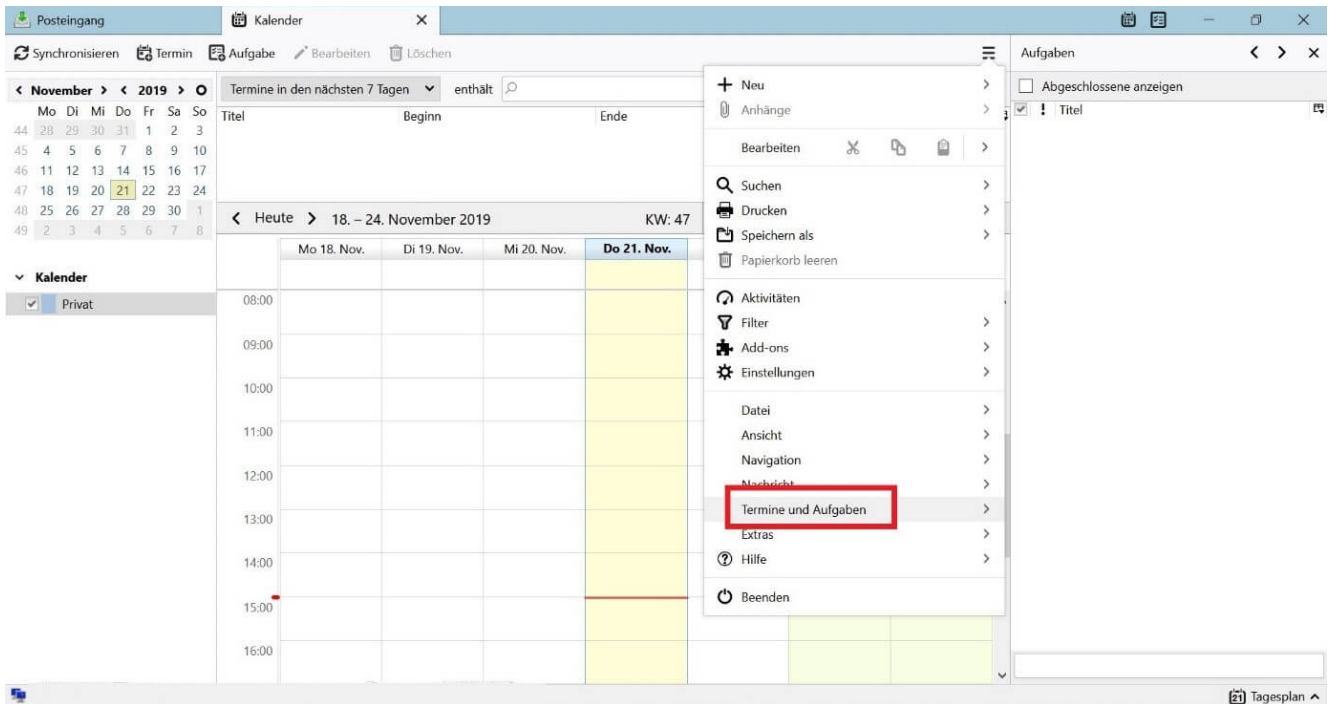 Posteingang
Kalender
Synchronisieren Termin Aufgabe Bearbeiten Löschen
Aufgaben
November 2019
Mo Di Mi Do Fr Sa So
44 28 29 30 31 1 2 3
45 4 5 6 7 8 9 10
46 11 12 13 14 15 16 17
47 18 19 20 21 22 23 24
48 25 26 27 28 29 30 1
49 2 3 4 5 6 7 8
Kalender
Privat
Termine in den nächsten 7 Tagen enthält
Titel Beginn Ende
Heute 18. – 24. November 2019 KW: 47
Mo 18. Nov. Di 19. Nov. Mi 20. Nov. Do 21. Nov.
08:00
09:00
10:00
11:00
12:00
13:00
14:00
15:00
16:00
Neu
Anhänge
Bearbeiten
Suchen
Drucken
Speichern als
Papierkorb leeren
Aktivitäten
Filter
Add-ons
Einstellungen
Datei
Ansicht
Navigation
Nachricht
Termine und Aufgaben
Extras
Hilfe
Beenden
Abgeschlossene anzeigen
! Titel
21 Tagesplan